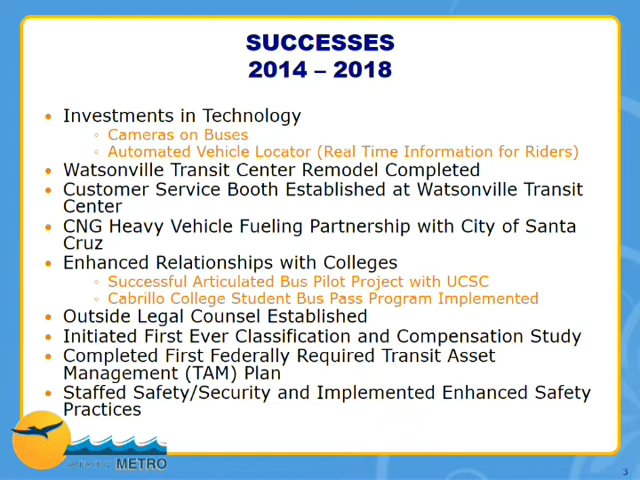 SUCCESSES
2014 – 2018
• Investments in Technology
◦ Cameras on Buses
◦ Automated Vehicle Locator (Real Time Information for Riders)
• Watsonville Transit Center Remodel Completed
• Customer Service Booth Established at Watsonville Transit
Center
• CNG Heavy Vehicle Fueling Partnership with City of Santa
Cruz
• Enhanced Relationships with Colleges
◦ Successful Articulated Bus Pilot Project with UCSC
◦ Cabrillo College Student Bus Pass Program Implemented
• Outside Legal Counsel Established
• Initiated First Ever Classification and Compensation Study
• Completed First Federally Required Transit Asset
Management (TAM) Plan
• Staffed Safety/Security and Implemented Enhanced Safety
Practices
METRO
3